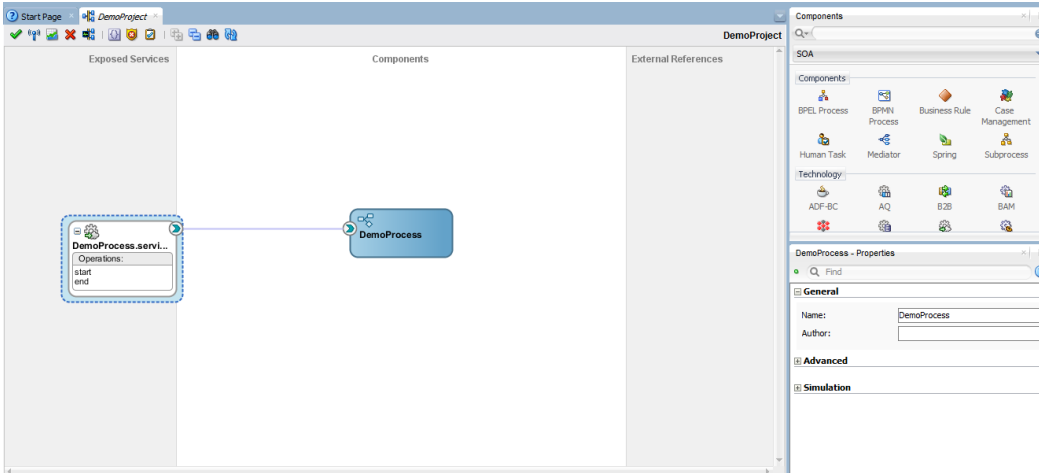 Start Page
DemoProject
DemoProject
Exposed Services
Components
External References
DemoProcess.servi...
Operations:
start
end
DemoProcess
Components
SOA
Components
BPEL Process
BPMN Process
Business Rule
Case Management
Human Task
Mediator
Spring
Subprocess
Technology
ADF-BC
AQ
B2B
BAM
DemoProcess - Properties
Find
General
Name:
DemoProcess
Author:
Advanced
Simulation